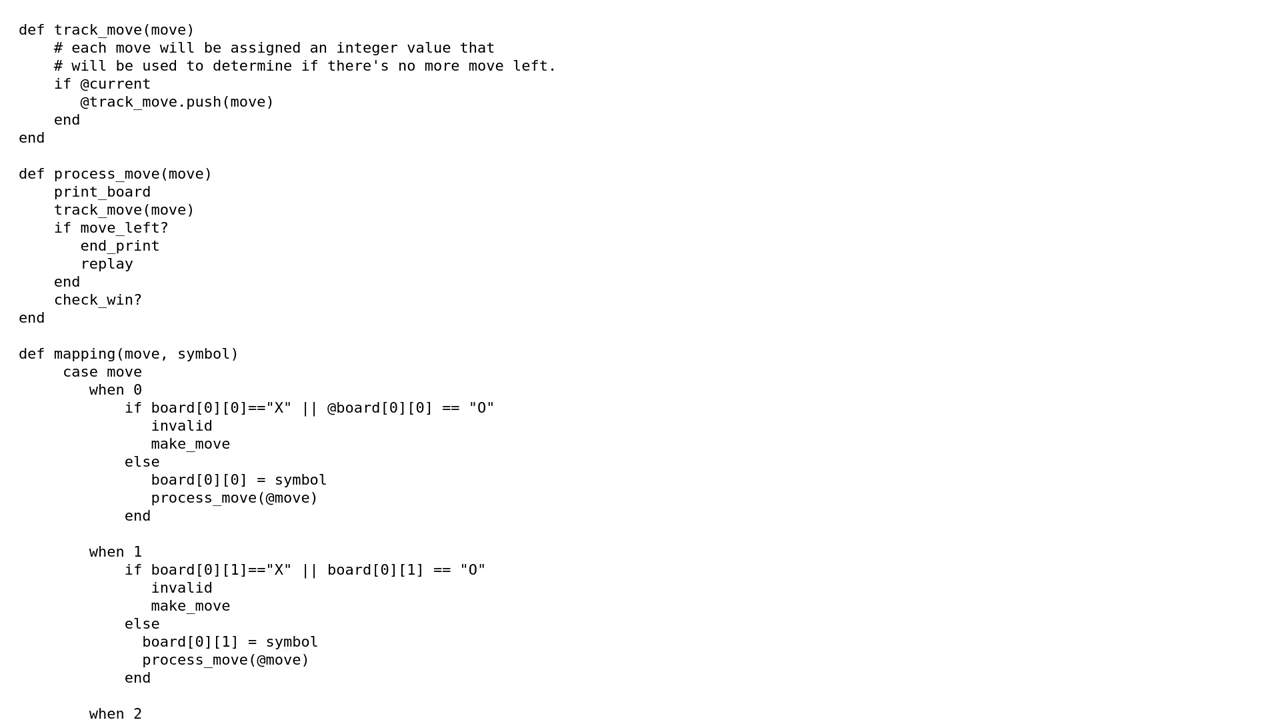 def track_move(move)
    # each move will be assigned an integer value that
    # will be used to determine if there's no more move left.
    if @current
       @track_move.push(move)
    end
end

def process_move(move)
    print_board
    track_move(move)
    if move_left?
       end_print
       replay
    end
    check_win?
end

def mapping(move, symbol)
     case move
        when 0
            if board[0][0]=="X" || @board[0][0] == "O"
               invalid
               make_move
            else
               board[0][0] = symbol
               process_move(@move)
            end

        when 1
            if board[0][1]=="X" || board[0][1] == "O"
               invalid
               make_move
            else
              board[0][1] = symbol
              process_move(@move)
            end

        when 2